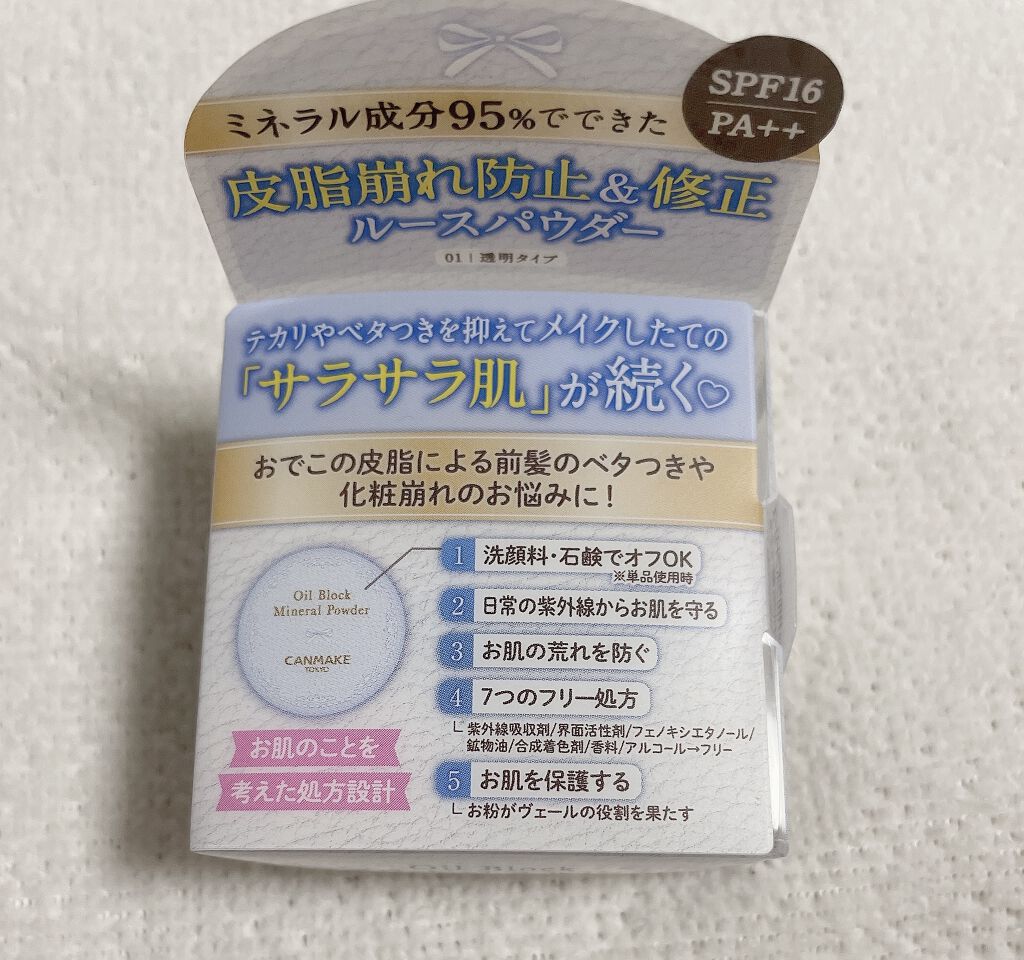 SPF16
PA++
ミネラル成分95%でできた
皮脂崩れ防止&修正
ルースパウダー
01 | 透明タイプ
テカリやベタつきを抑えてメイクしたての
「サラサラ肌」が続く♡
おでこの皮脂による前髪のベタつきや
化粧崩れのお悩みに!
Oil Block
Mineral Powder
CANMAKE
TOKYO
お肌のことを
考えた処方設計
1 洗顔料・石鹸でオフOK
※単品使用時
2 日常の紫外線からお肌を守る
3 お肌の荒れを防ぐ
4 7つのフリー処方
紫外線吸収剤/界面活性剤/フェノキシエタノール/
鉱物油/合成着色剤/香料/アルコール→フリー
5 お肌を保護する
お粉がヴェールの役割を果たす
Oil Block